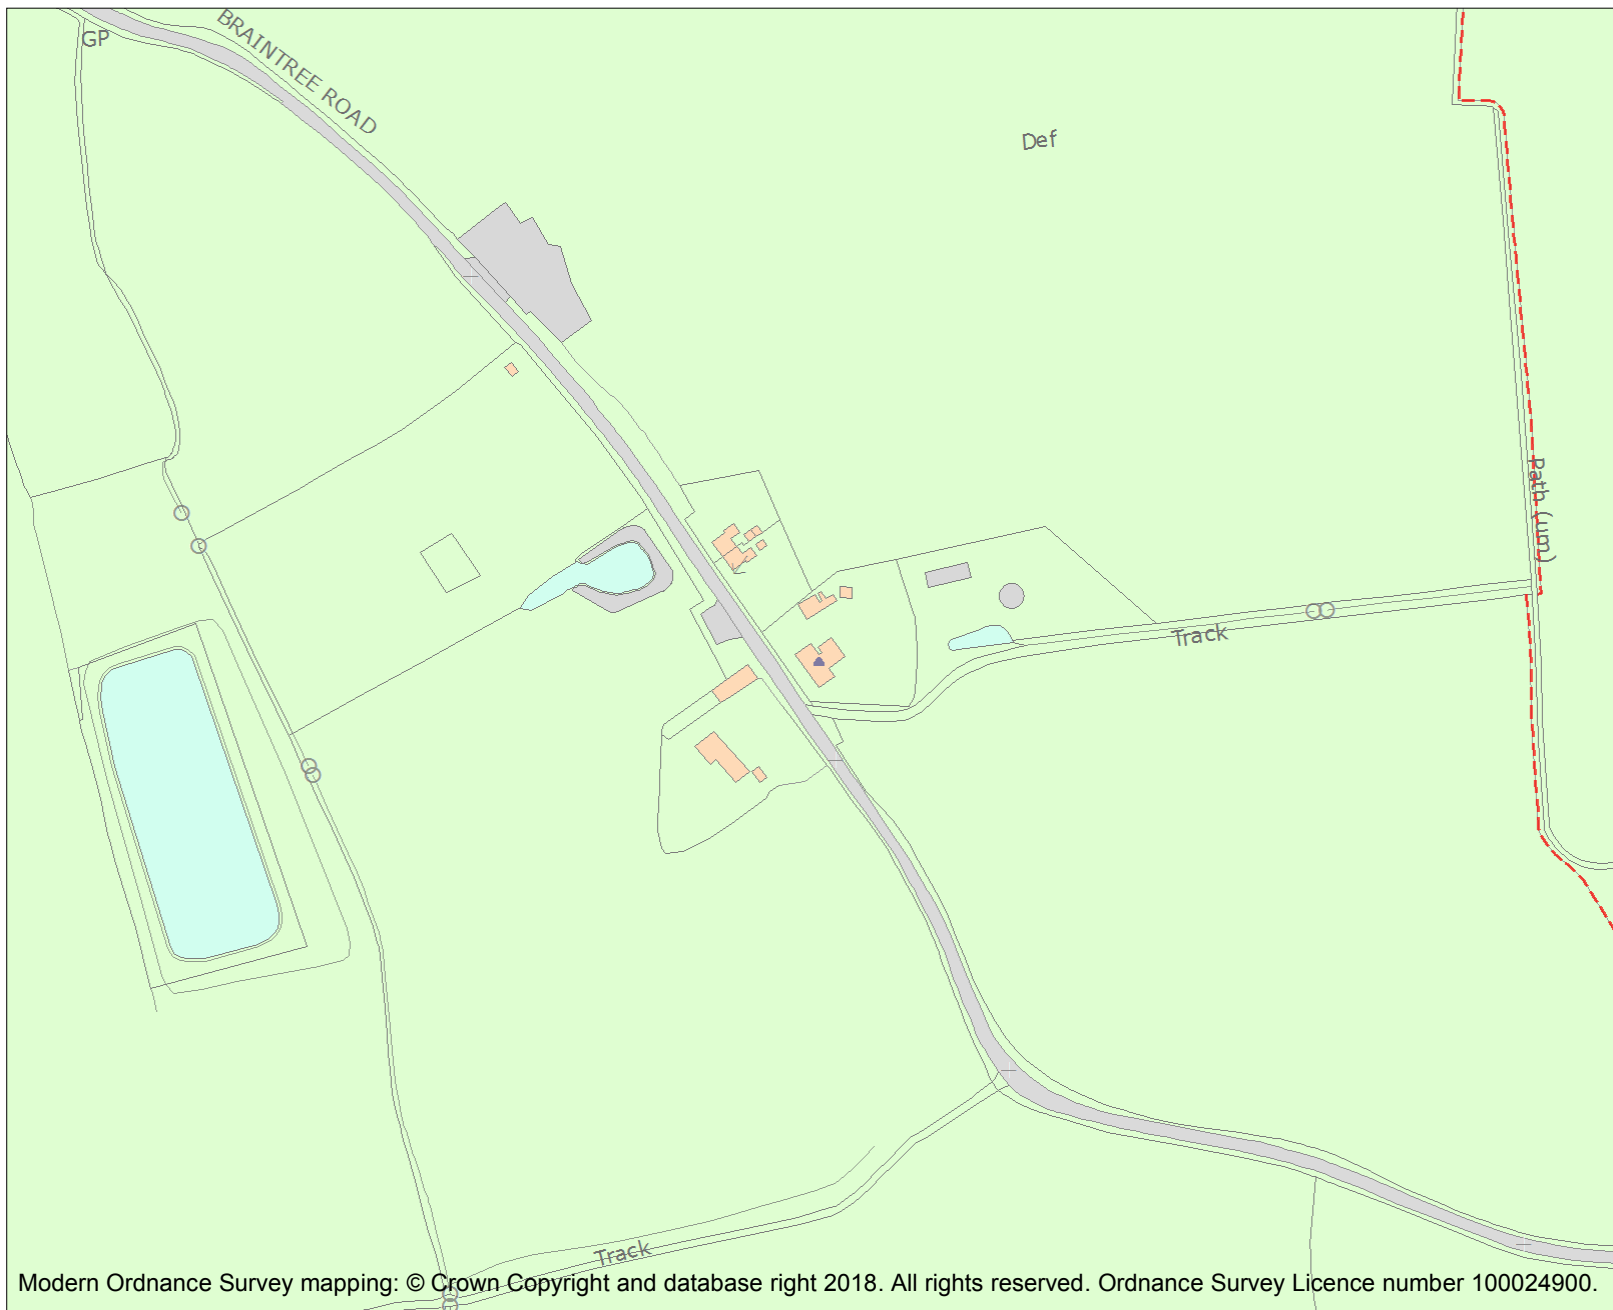 GP
BRAINTREE ROAD
Def
Path (um)
Track
Track
Modern Ordnance Survey mapping: © Crown Copyright and database right 2018. All rights reserved. Ordnance Survey Licence number 100024900.